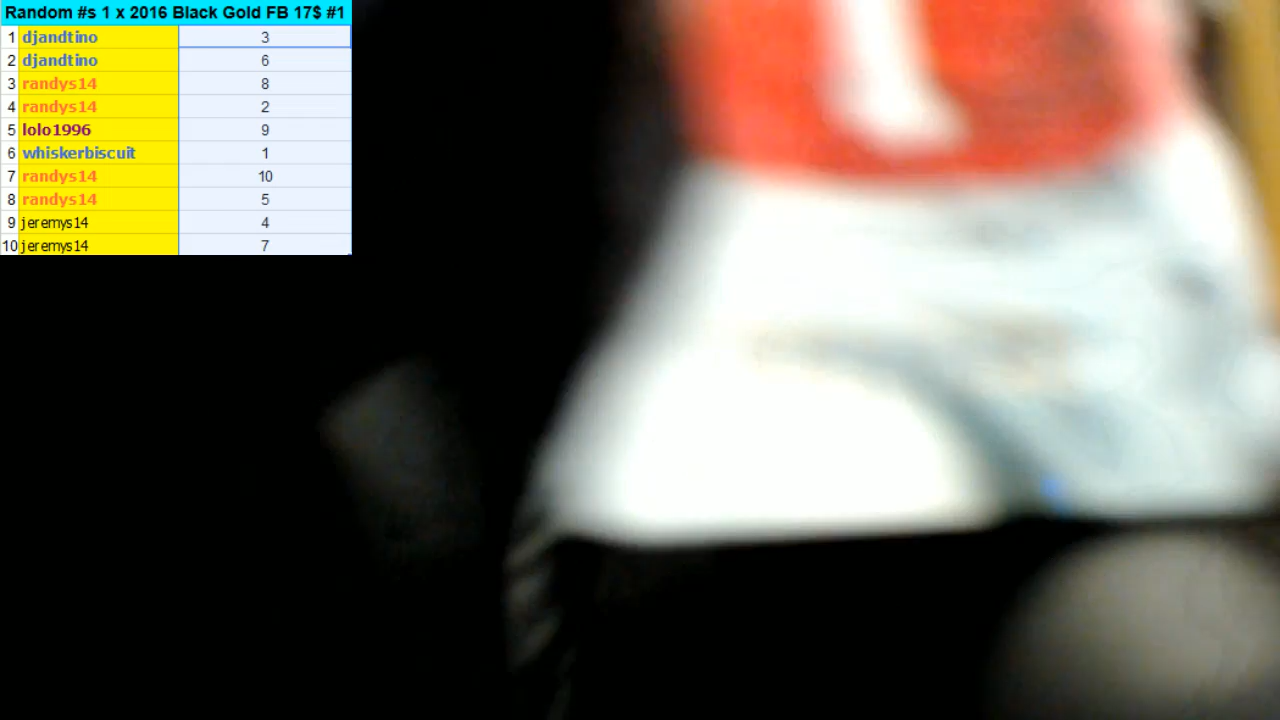 Random #s 1 x 2016 Black Gold FB 17$ #1
1 djandtino 3
2 djandtino 6
3 randys14 8
4 randys14 2
5 lolo1996 9
6 whiskerbiscuit 1
7 randys14 10
8 randys14 5
9 jeremys14 4
10 jeremys14 7